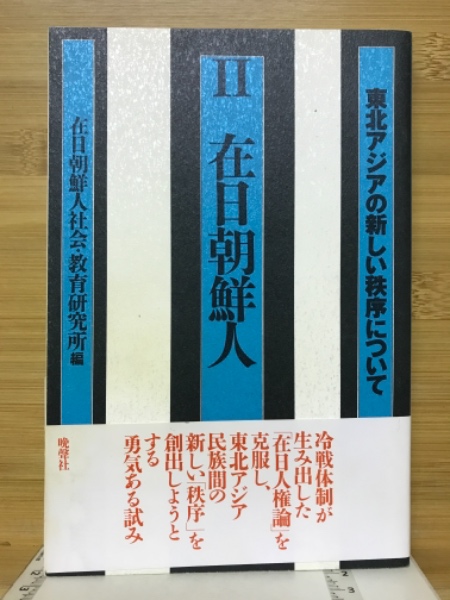 東北アジアの新しい秩序について
II 在日朝鮮人
在日朝鮮人社会・教育研究所 編
冷戦体制が
生み出した
「在日人権論」を
克服し、
東北アジア
民族間の
新しい「秩序」を
創出しようと
する
勇気ある試み
晩聲社
2
3